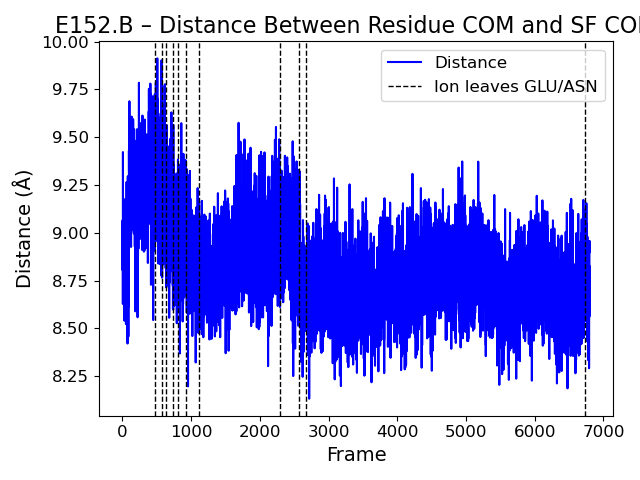 E152.B – Distance Between Residue COM and SF CO
Distance
Ion leaves GLU/ASN
Distance (Å)
10.00
9.75
9.50
9.25
9.00
8.75
8.50
8.25
0 1000 2000 3000 4000 5000 6000 7000
Frame